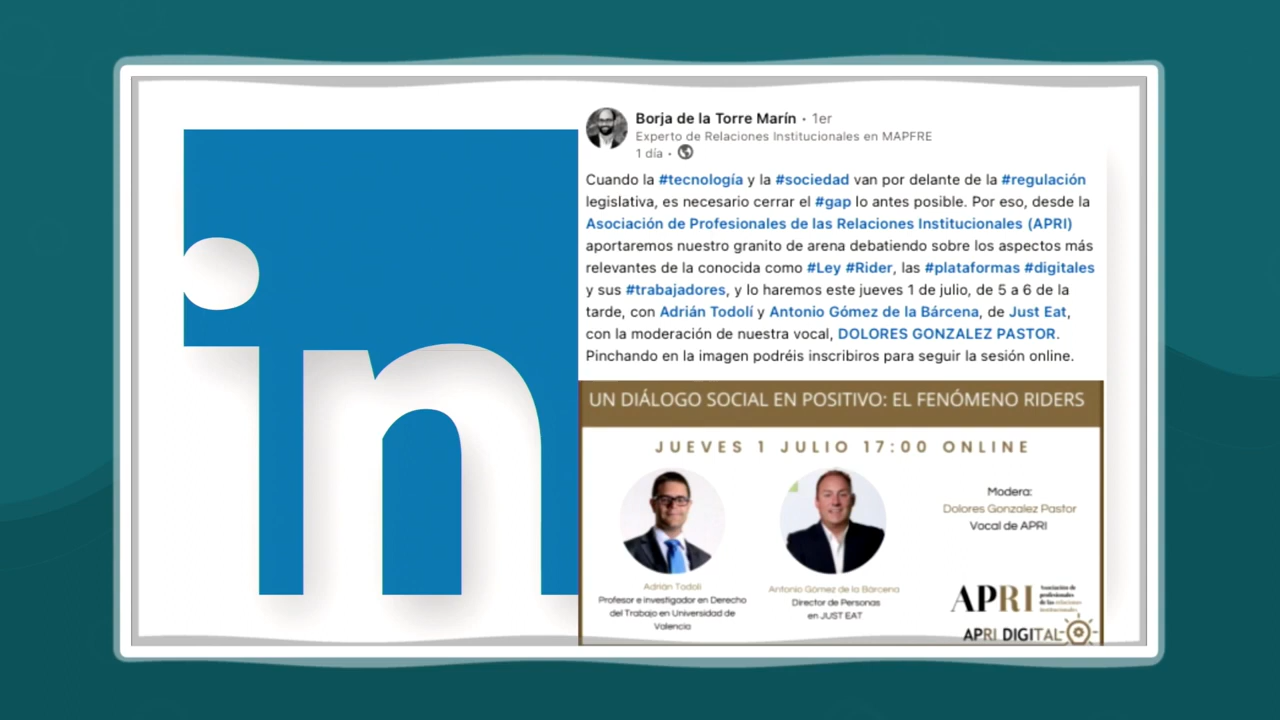 in
Borja de la Torre Marín • 1er
Experto de Relaciones Institucionales en MAPFRE
1 día •
Cuando la #tecnología y la #sociedad van por delante de la #regulación
legislativa, es necesario cerrar el #gap lo antes posible. Por eso, desde la
Asociación de Profesionales de las Relaciones Institucionales (APRI)
aportaremos nuestro granito de arena debatiendo sobre los aspectos más
relevantes de la conocida como #Ley #Rider, las #plataformas #digitales
y sus #trabajadores, y lo haremos este jueves 1 de julio, de 5 a 6 de la
tarde, con Adrián Todolí y Antonio Gómez de la Bárcena, de Just Eat,
con la moderación de nuestra vocal, DOLORES GONZALEZ PASTOR.
Pinchando en la imagen podréis inscribiros para seguir la sesión online.
UN DIÁLOGO SOCIAL EN POSITIVO: EL FENÓMENO RIDERS
JUEVES 1 JULIO 17:00 ONLINE
Adrián Todolí
Profesor e investigador en Derecho
del Trabajo en Universidad de
Valencia
Antonio Gómez de la Bárcena
Director de Personas
en JUST EAT
Modera:
Dolores Gonzalez Pastor
Vocal de APRI
APRI
Asociación de
profesionales
de las relaciones
institucionales
APRI DIGITAL